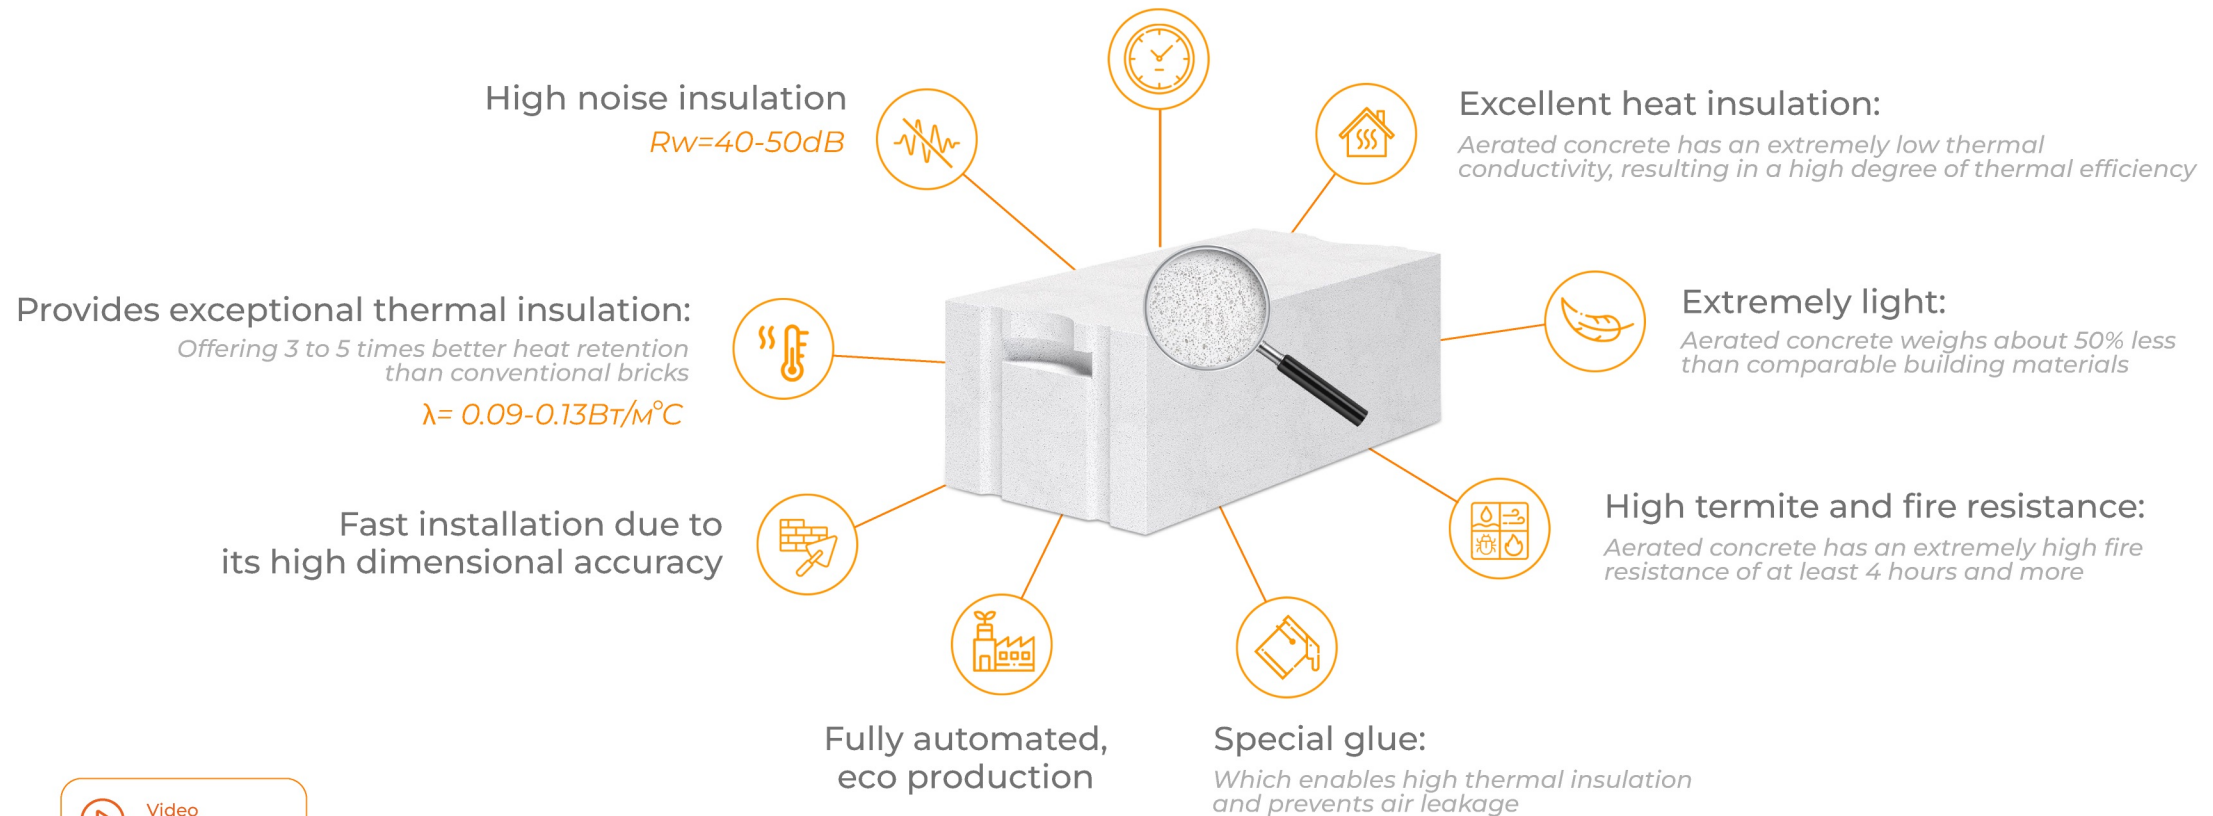 High noise insulation
Rw=40-50dB
Excellent heat insulation:
Aerated concrete has an extremely low thermal
conductivity, resulting in a high degree of thermal efficiency
Provides exceptional thermal insulation:
Offering 3 to 5 times better heat retention
than conventional bricks
λ= 0.09-0.13Вт/м°C
Extremely light:
Aerated concrete weighs about 50% less
than comparable building materials
Fast installation due to
its high dimensional accuracy
High termite and fire resistance:
Aerated concrete has an extremely high fire
resistance of at least 4 hours and more
Fully automated,
eco production
Special glue:
Which enables high thermal insulation
and prevents air leakage
Video